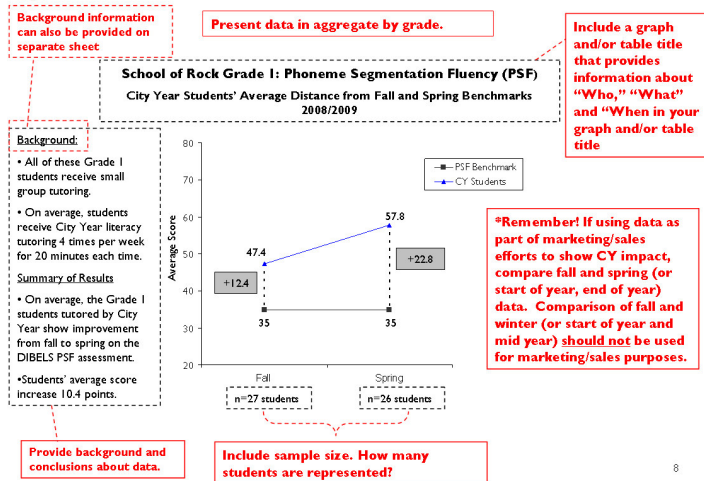 Background information
can also be provided on
separate sheet
Present data in aggregate by grade.
Include a graph
and/or table title
that provides
information about
“Who,” “What”
and “When in your
graph and/or table
title
School of Rock Grade 1: Phoneme Segmentation Fluency (PSF)
City Year Students’ Average Distance from Fall and Spring Benchmarks
2008/2009
Background:
• All of these Grade 1
students receive small
group tutoring.
• On average, students
receive City Year literacy
tutoring 4 times per week
for 20 minutes each time.
Summary of Results
• On average, the Grade 1
students tutored by City
Year show improvement
from fall to spring on the
DIBELS PSF assessment.
•Students’ average score
increase 10.4 points.
Average Score
80
70
60
50
40
30
20
PSF Benchmark
CY Students
47.4
57.8
+12.4
+22.8
35
35
Fall
Spring
n=27 students
n=26 students
*Remember! If using data as
part of marketing/sales
efforts to show CY impact,
compare fall and spring (or
start of year, end of year)
data. Comparison of fall and
winter (or start of year and
mid year) should not be used
for marketing/sales purposes.
Provide background and
conclusions about data.
Include sample size. How many
students are represented?
8